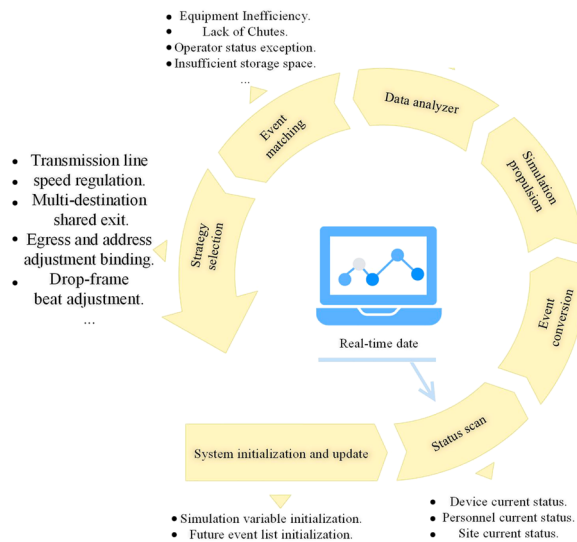 • Equipment Inefficiency.
• Lack of Chutes.
• Operator status exception.
• Insufficient storage space.
...
Data analyzer
Event
matching
Simulation
propulsion
• Transmission line
• speed regulation.
• Multi-destination
shared exit.
• Egress and address
adjustment binding.
• Drop-frame
beat adjustment.
...
Strategy
selection
Event
conversion
Real-time date
System initialization and update
Status scan
• Simulation variable initialization.
• Future event list initialization.
• Device current status.
• Personnel current status.
• Site current status.